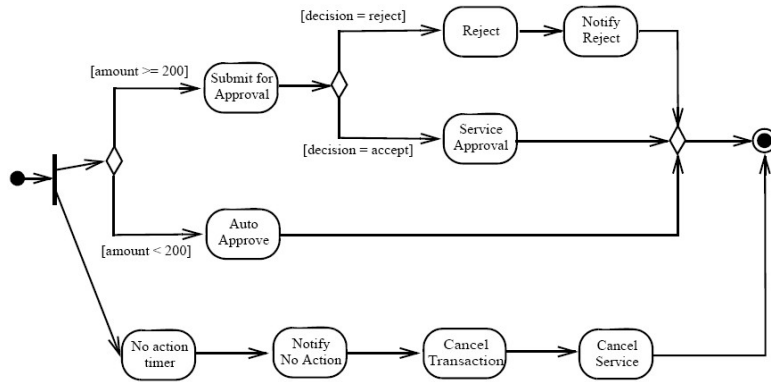 [decision = reject]
Reject
Notify
Reject
[amount >= 200]
Submit for
Approval
[decision = accept]
Service
Approval
[amount < 200]
Auto
Approve
No action
timer
Notify
No Action
Cancel
Transaction
Cancel
Service